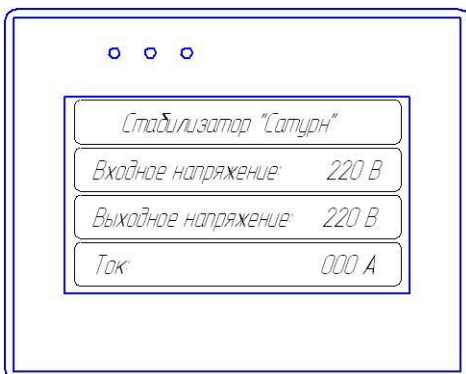 Стабилизатор "Сатурн"
Входное напряжение: 220 В
Выходное напряжение: 220 В
Ток: 000 А